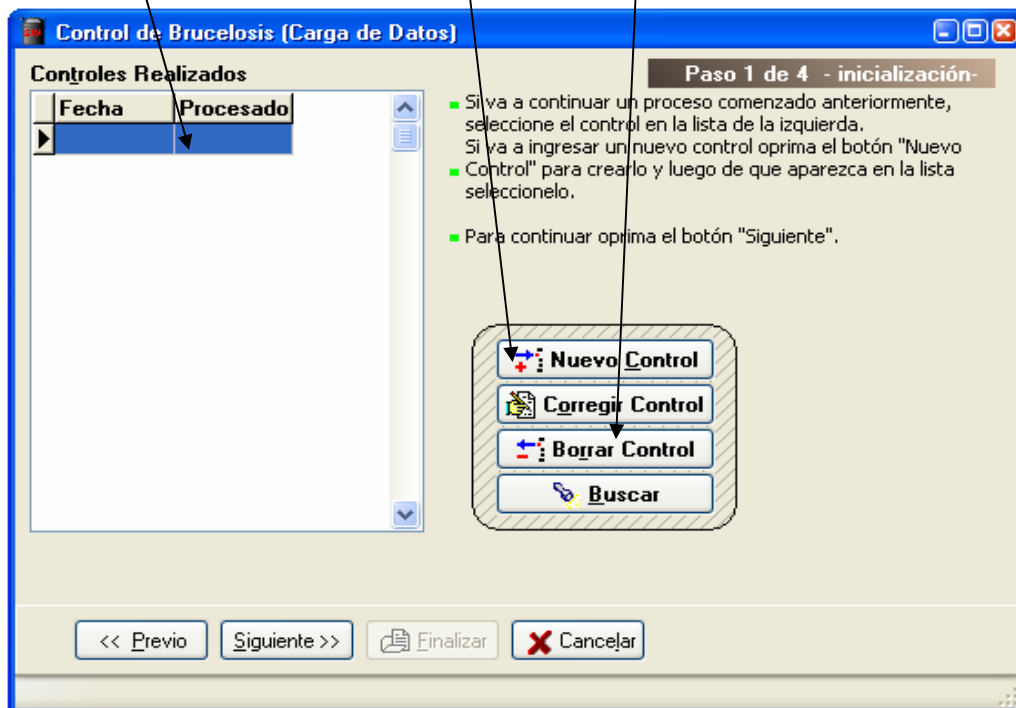 Control de Brucelosis (Carga de Datos)
Controles Realizados
Fecha Procesado
Paso 1 de 4 - inicialización-
Si va a continuar un proceso comenzado anteriormente,
seleccione el control en la lista de la izquierda.
Si va a ingresar un nuevo control oprima el botón "Nuevo
Control" para crearlo y luego de que aparezca en la lista
seleccionelo.
Para continuar oprima el botón "Siguiente".
Nuevo Control
Corregir Control
Borrar Control
Buscar
<< Previo
Siguiente >>
Finalizar
Cancelar